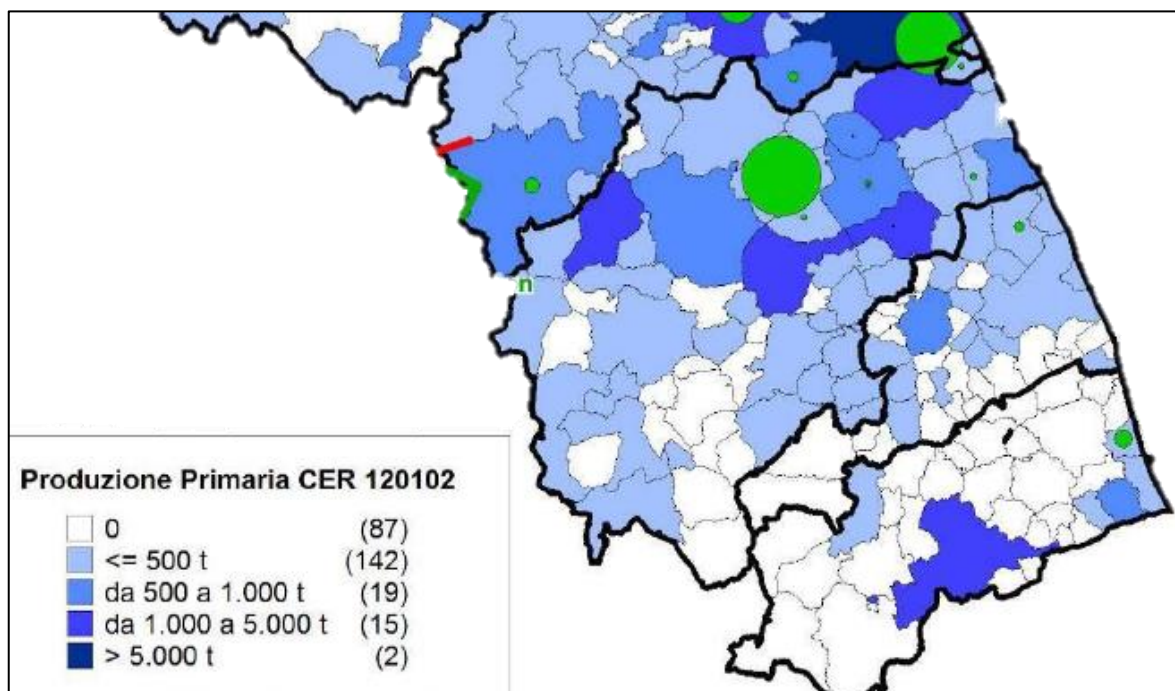 n
Produzione Primaria CER 120102
0 (87)
<= 500 t (142)
da 500 a 1.000 t (19)
da 1.000 a 5.000 t (15)
> 5.000 t (2)